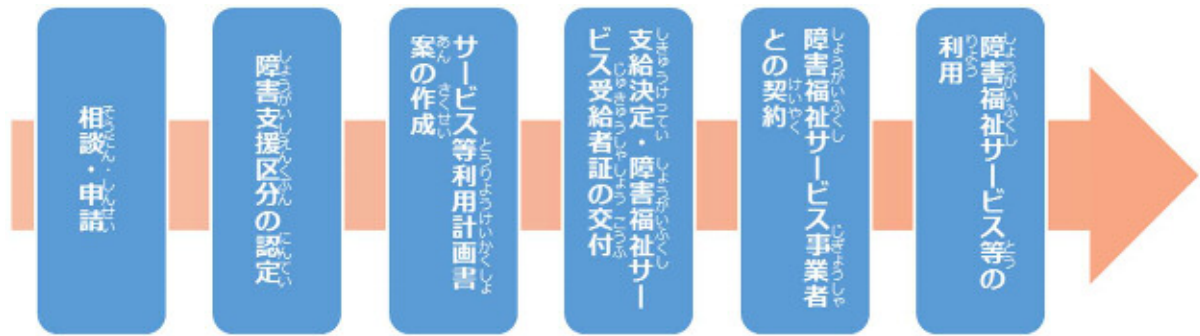 相談・申請
障害支援区分の認定
サービス等利用計画書
案の作成
支給決定・障害福祉サー
ビス受給者証の交付
障害福祉サービス事業者
との契約
障害福祉サービス等の
利用